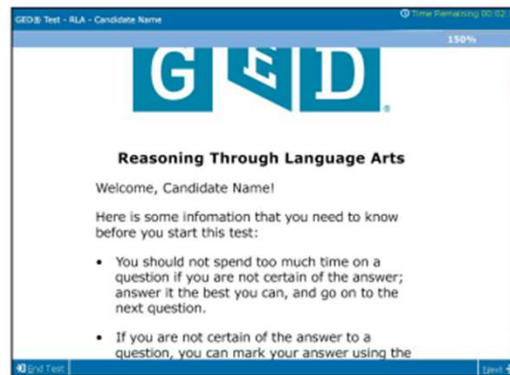 GED® Test - RLA - Candidate Name
Time Remaining 00:02
150%
GED®
Reasoning Through Language Arts
Welcome, Candidate Name!
Here is some infomation that you need to know
before you start this test:
• You should not spend too much time on a
question if you are not certain of the answer;
answer it the best you can, and go on to the
next question.
• If you are not certain of the answer to a
question, you can mark your answer using the
End Test
Next